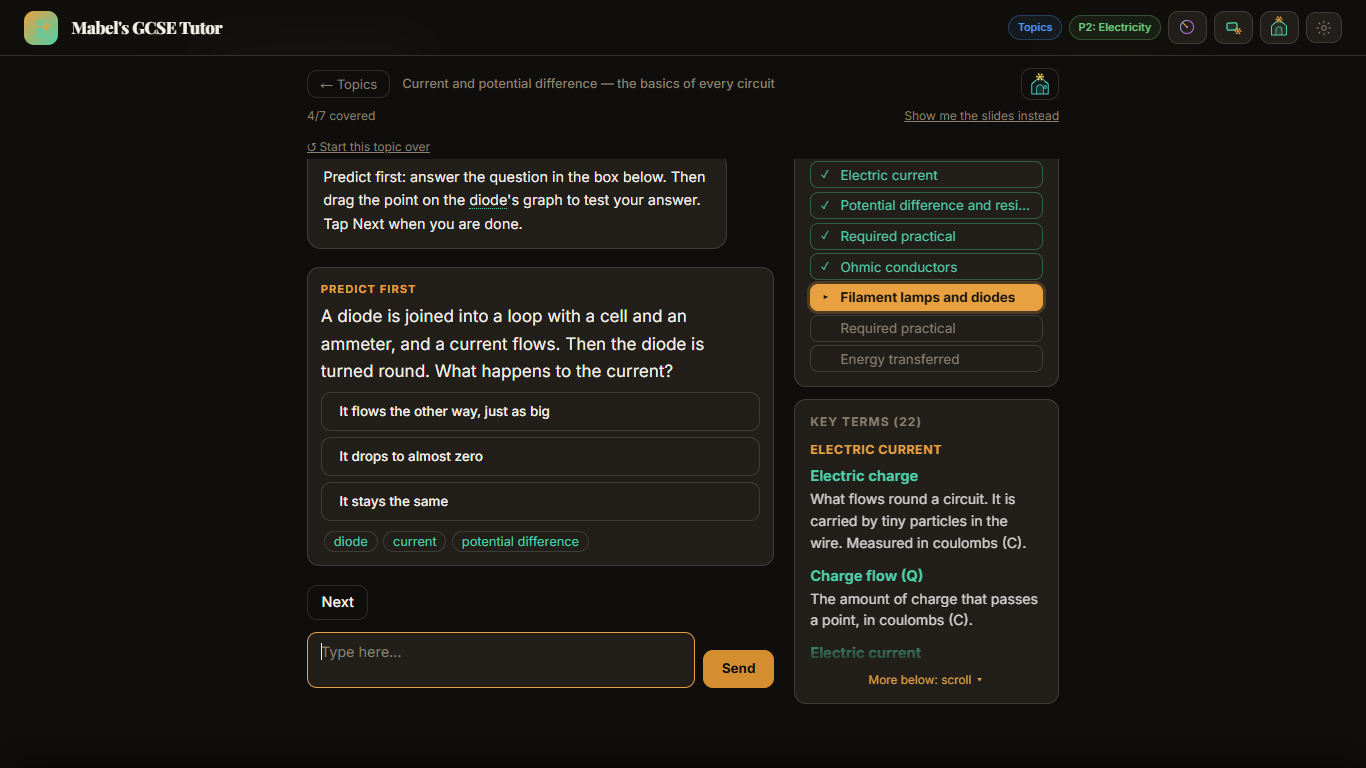 Mabel's GCSE Tutor
Topics
P2: Electricity
← Topics
Current and potential difference — the basics of every circuit
4/7 covered
Show me the slides instead
↺ Start this topic over
Predict first: answer the question in the box below. Then
drag the point on the diode's graph to test your answer.
Tap Next when you are done.
PREDICT FIRST
A diode is joined into a loop with a cell and an
ammeter, and a current flows. Then the diode is
turned round. What happens to the current?
It flows the other way, just as big
It drops to almost zero
It stays the same
diode
current
potential difference
Next
Type here...
Send
✓ Electric current
✓ Potential difference and resi...
✓ Required practical
✓ Ohmic conductors
▸ Filament lamps and diodes
Required practical
Energy transferred
KEY TERMS (22)
ELECTRIC CURRENT
Electric charge
What flows round a circuit. It is
carried by tiny particles in the
wire. Measured in coulombs (C).
Charge flow (Q)
The amount of charge that passes
a point, in coulombs (C).
Electric current
More below: scroll ▾